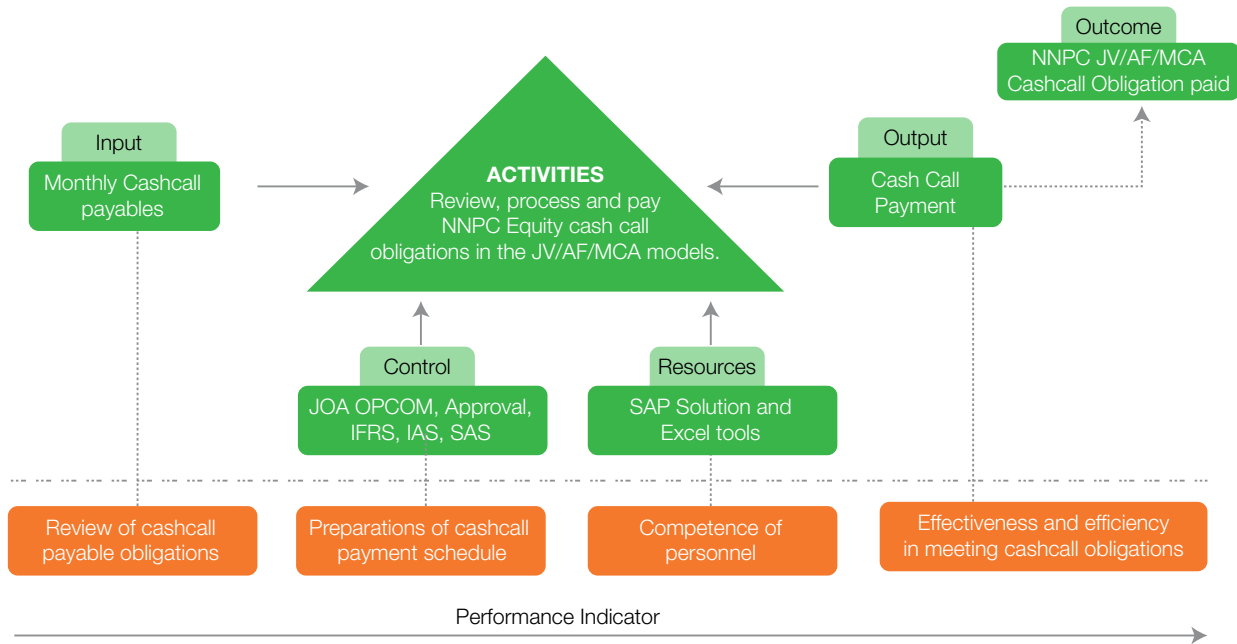 Outcome
NNPC JV/AF/MCA
Cashcall Obligation paid
Input
Monthly Cashcall
payables
ACTIVITIES
Review, process and pay
NNPC Equity cash call
obligations in the JV/AF/MCA models.
Output
Cash Call
Payment
Control
JOA OPCOM, Approval,
IFRS, IAS, SAS
Resources
SAP Solution and
Excel tools
Review of cashcall
payable obligations
Preparations of cashcall
payment schedule
Competence of
personnel
Effectiveness and efficiency
in meeting cashcall obligations
Performance Indicator